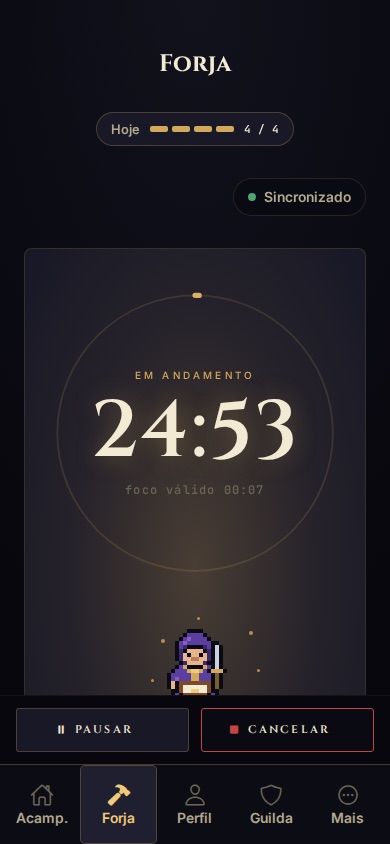 Forja
Hoje 4 / 4
Sincronizado
EM ANDAMENTO
24:53
foco válido 00:07
PAUSAR
CANCELAR
Acamp. Forja Perfil Guilda Mais